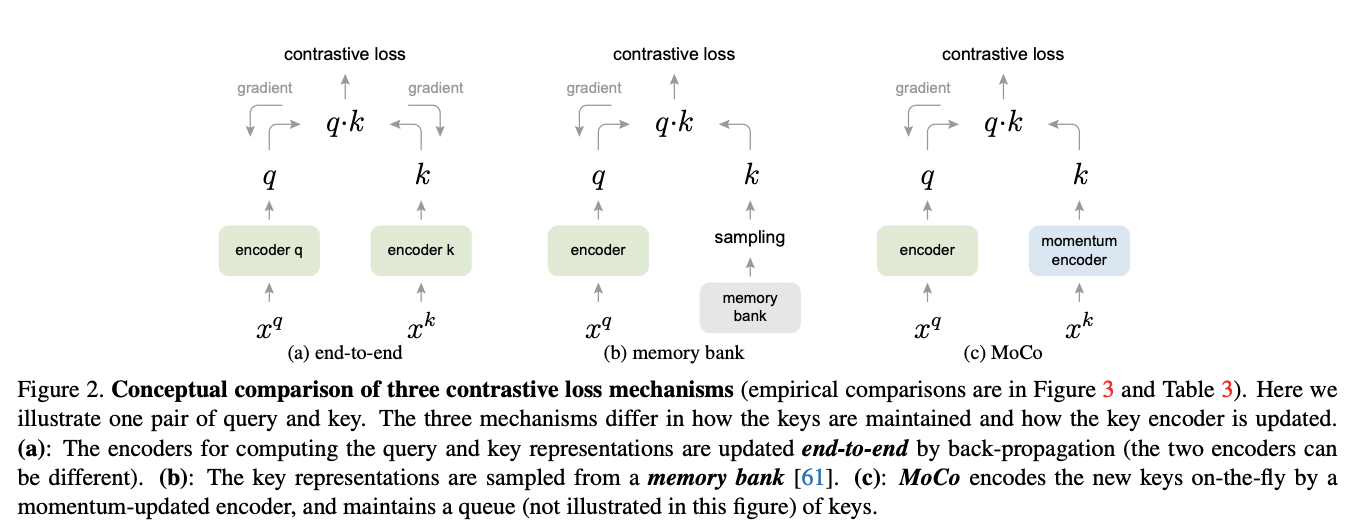 contrastive loss contrastive loss contrastive loss
gradient gradient gradient gradient
q·k q·k q·k
q k q k q k
encoder q encoder k encoder sampling encoder momentum
encoder
memory
bank
x^q x^k x^q x^q x^k
(a) end-to-end (b) memory bank (c) MoCo
Figure 2. Conceptual comparison of three contrastive loss mechanisms (empirical comparisons are in Figure 3 and Table 3). Here we
illustrate one pair of query and key. The three mechanisms differ in how the keys are maintained and how the key encoder is updated.
(a): The encoders for computing the query and key representations are updated end-to-end by back-propagation (the two encoders can
be different). (b): The key representations are sampled from a memory bank [61]. (c): MoCo encodes the new keys on-the-fly by a
momentum-updated encoder, and maintains a queue (not illustrated in this figure) of keys.